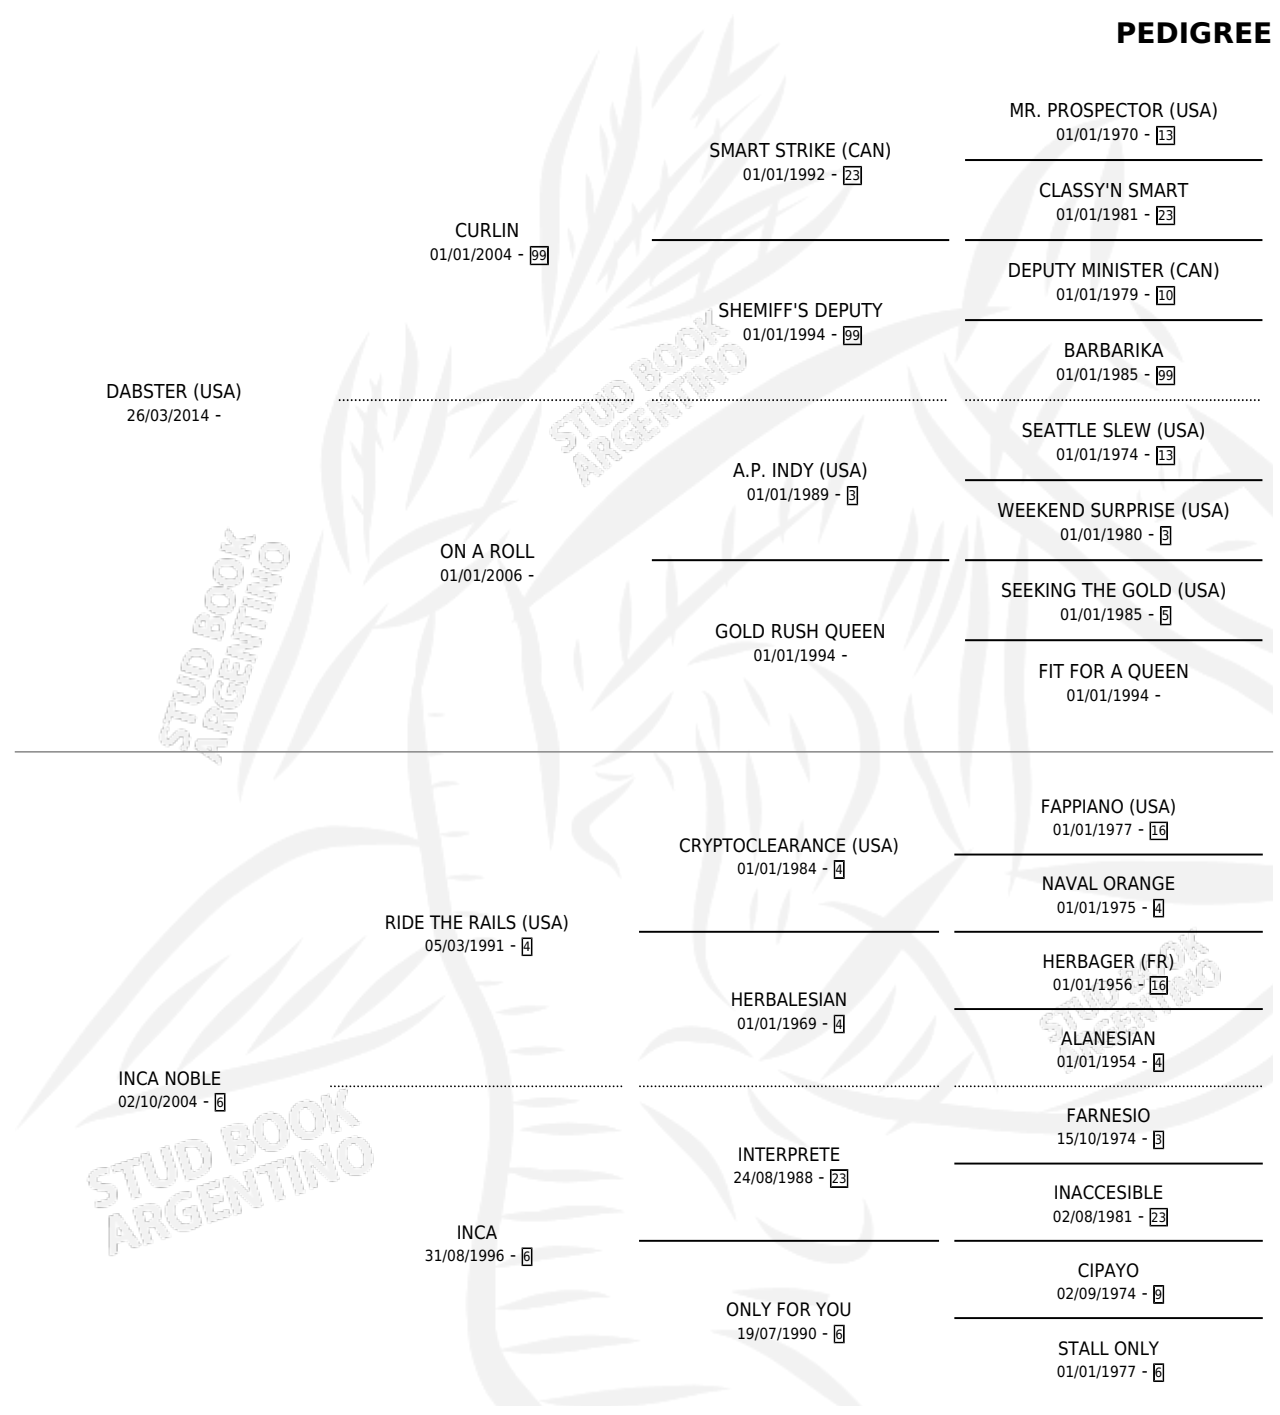 PEDIGREE
MR. PROSPECTOR (USA)
01/01/1970 - 13
SMART STRIKE (CAN)
01/01/1992 - 23
CLASSY'N SMART
01/01/1981 - 23
CURLIN
01/01/2004 - 99
DEPUTY MINISTER (CAN)
01/01/1979 - 10
SHEMIFF'S DEPUTY
01/01/1994 - 99
BARBARIKA
01/01/1985 - 99
DABSTER (USA)
26/03/2014 -
STUD BOOK
ARGENTINO
SEATTLE SLEW (USA)
01/01/1974 - 13
A.P. INDY (USA)
01/01/1989 - 3
WEEKEND SURPRISE (USA)
01/01/1980 - 3
ON A ROLL
01/01/2006 -
SEEKING THE GOLD (USA)
01/01/1985 - 5
GOLD RUSH QUEEN
01/01/1994 -
FIT FOR A QUEEN
01/01/1994 -
STUD BOOK
ARGENTINO
FAPPIANO (USA)
01/01/1977 - 16
CRYPTOCLEARANCE (USA)
01/01/1984 - 4
NAVAL ORANGE
01/01/1975 - 4
RIDE THE RAILS (USA)
05/03/1991 - 4
HERBAGER (FR)
01/01/1956 - 16
STUD BOOK
ARGENTINO
HERBALESIAN
01/01/1969 - 4
ALANESIAN
01/01/1954 - 4
INCA NOBLE
02/10/2004 - 6
STUD BOOK
ARGENTINO
FARNESIO
15/10/1974 - 3
INTERPRETE
24/08/1988 - 23
INACCESIBLE
02/08/1981 - 23
INCA
31/08/1996 - 6
CIPAYO
02/09/1974 - 9
ONLY FOR YOU
19/07/1990 - 6
STALL ONLY
01/01/1977 - 6